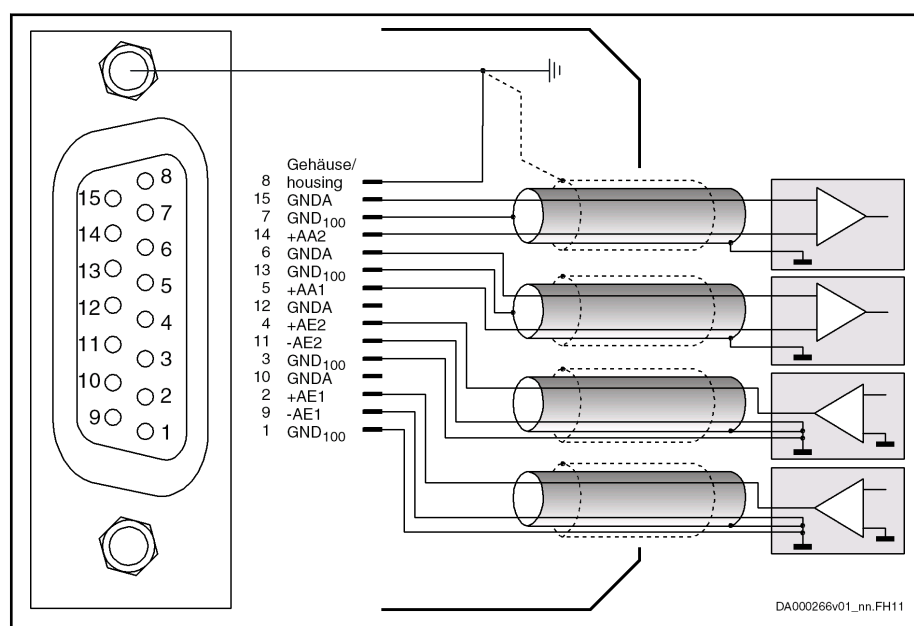 8
15
7
14
6
13
5
12
4
11
3
10
2
9
1
Gehäuse/
8 housing
15 GNDA
7 GND100
14 +AA2
6 GNDA
13 GND100
5 +AA1
12 GNDA
4 +AE2
11 -AE2
3 GND100
10 GNDA
2 +AE1
9 -AE1
1 GND100
DA000266v01_nn.FH11